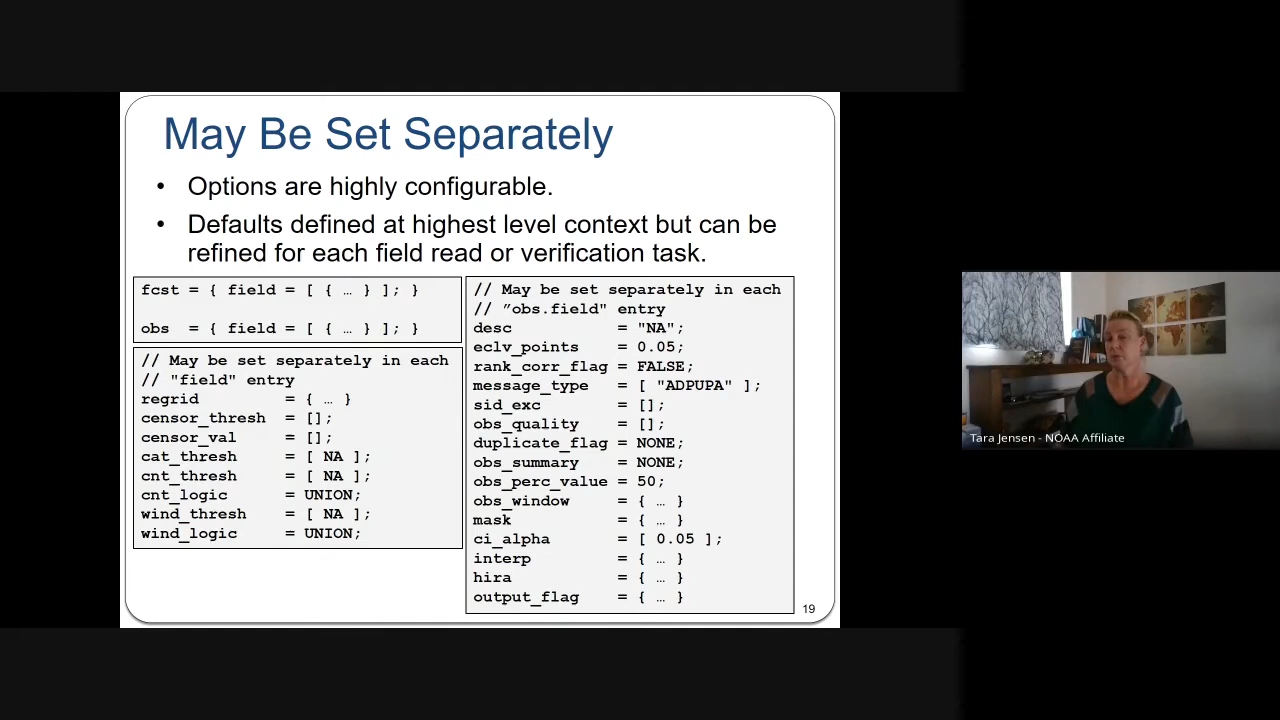 May Be Set Separately
• Options are highly configurable.
• Defaults defined at highest level context but can be
refined for each field read or verification task.
fcst = { field = [ { … } ]; }
obs  = { field = [ { … } ]; }
// May be set separately in each
// "field" entry
regrid        = { … }
censor_thresh = [];
censor_val    = [];
cat_thresh    = [ NA ];
cnt_thresh    = [ NA ];
cnt_logic     = UNION;
wind_thresh   = [ NA ];
wind_logic    = UNION;
// May be set separately in each
// ”obs.field" entry
desc           = "NA";
eclv_points    = 0.05;
rank_corr_flag = FALSE;
message_type   = [ "ADPUPA" ];
sid_exc        = [];
obs_quality    = [];
duplicate_flag = NONE;
obs_summary    = NONE;
obs_perc_value = 50;
obs_window     = { … }
mask           = { … }
ci_alpha       = [ 0.05 ];
interp         = { … }
hira           = { … }
output_flag    = { … }
19
Tara Jensen - NOAA Affiliate